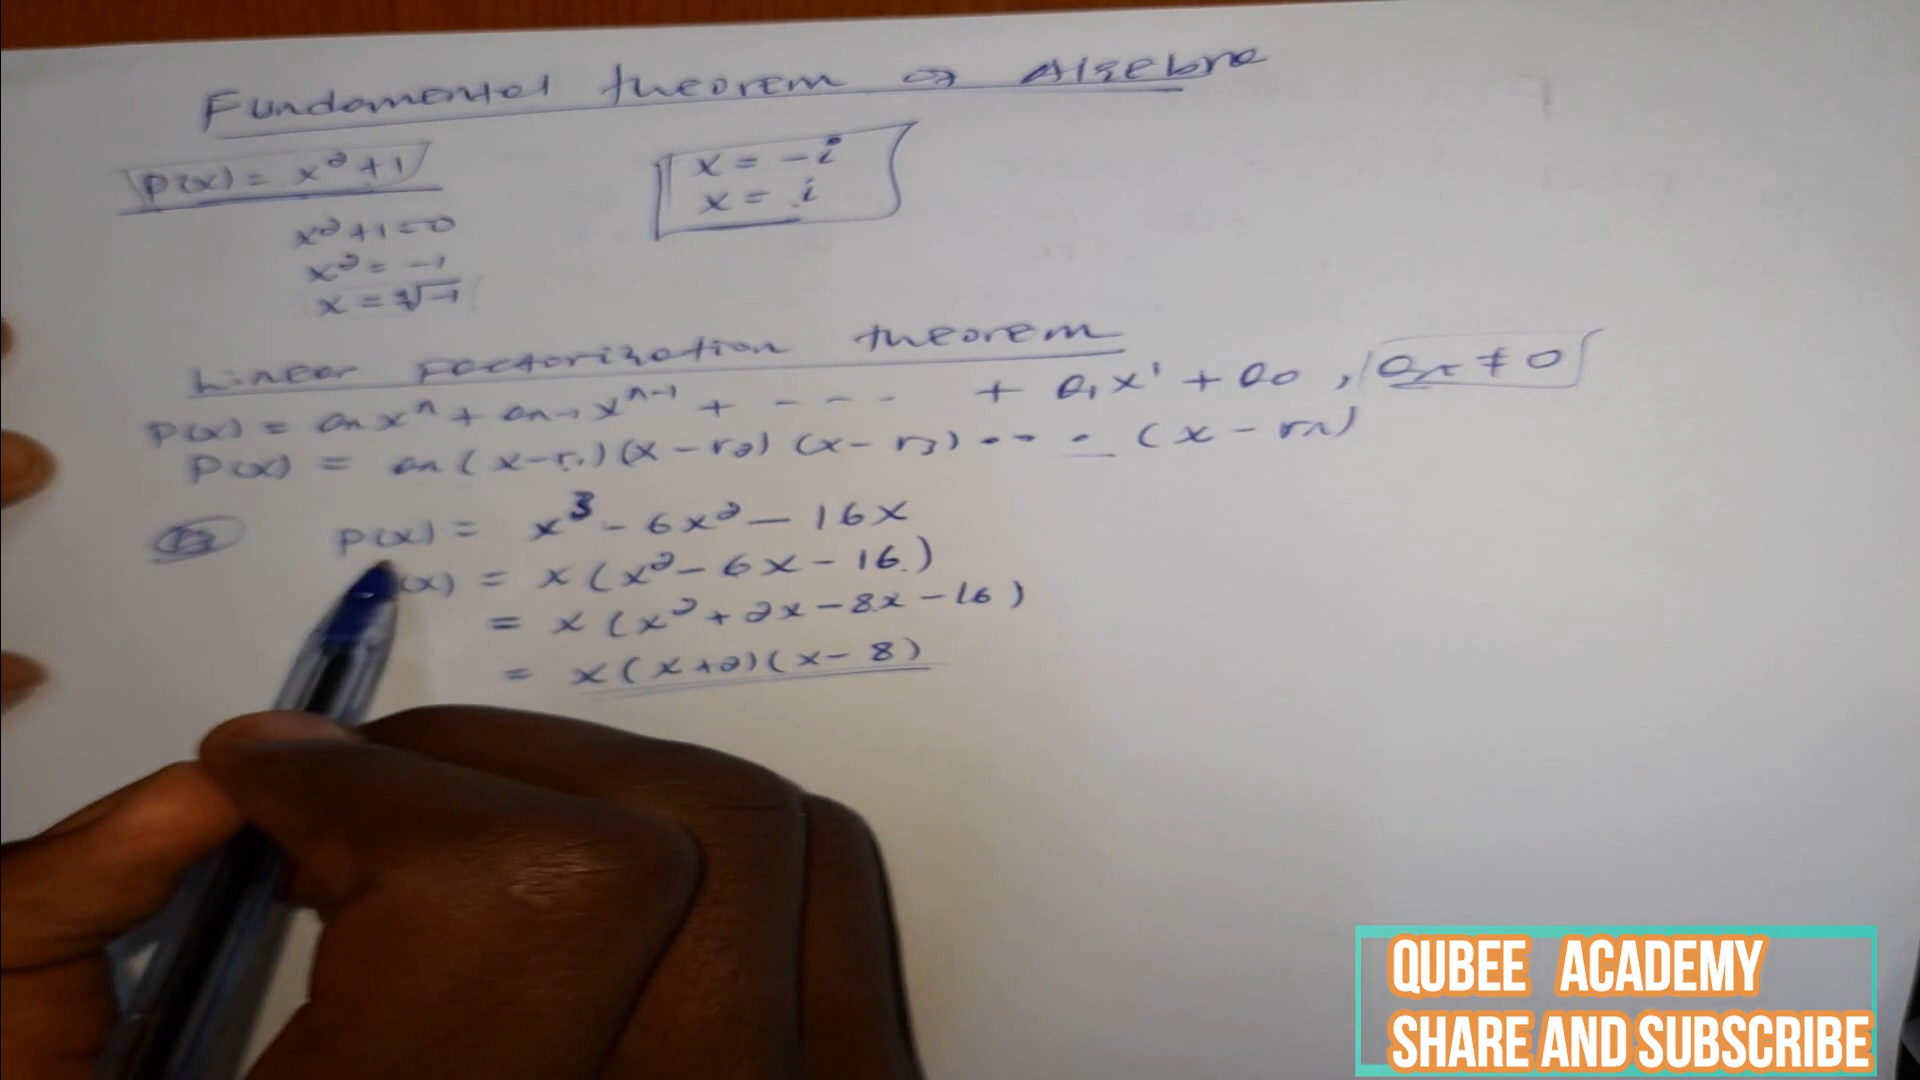 Fundamental theorem of Algebra
P(x) = x²+1
x = -i
x = i
x²+1=0
x² = -1
x = √-1
Linear Factorization theorem
P(x) = anxⁿ + an-1xⁿ⁻¹ + - - - - + a1x¹ + a0 , an ≠ 0
P(x) = an(x-r1)(x-r2)(x-r3) . . . _ (x-rn)
P(x) = x³ - 6x² - 16x
(x) = x(x² - 6x - 16)
= x(x² + 2x - 8x - 16)
= x(x+2)(x-8)
QUBEE ACADEMY
SHARE AND SUBSCRIBE